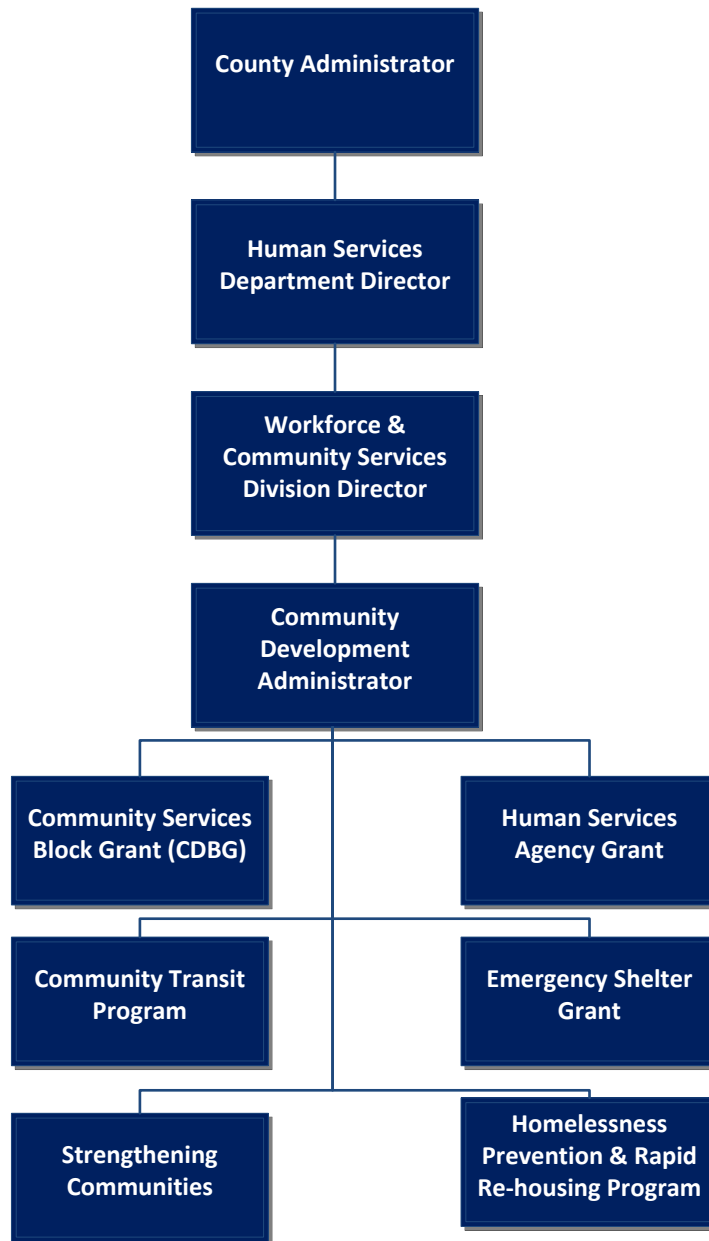 County Administrator
Human Services
Department Director
Workforce &
Community Services
Division Director
Community
Development
Administrator
Community Services
Block Grant (CDBG)
Human Services
Agency Grant
Community Transit
Program
Emergency Shelter
Grant
Strengthening
Communities
Homelessness
Prevention & Rapid
Re-housing Program